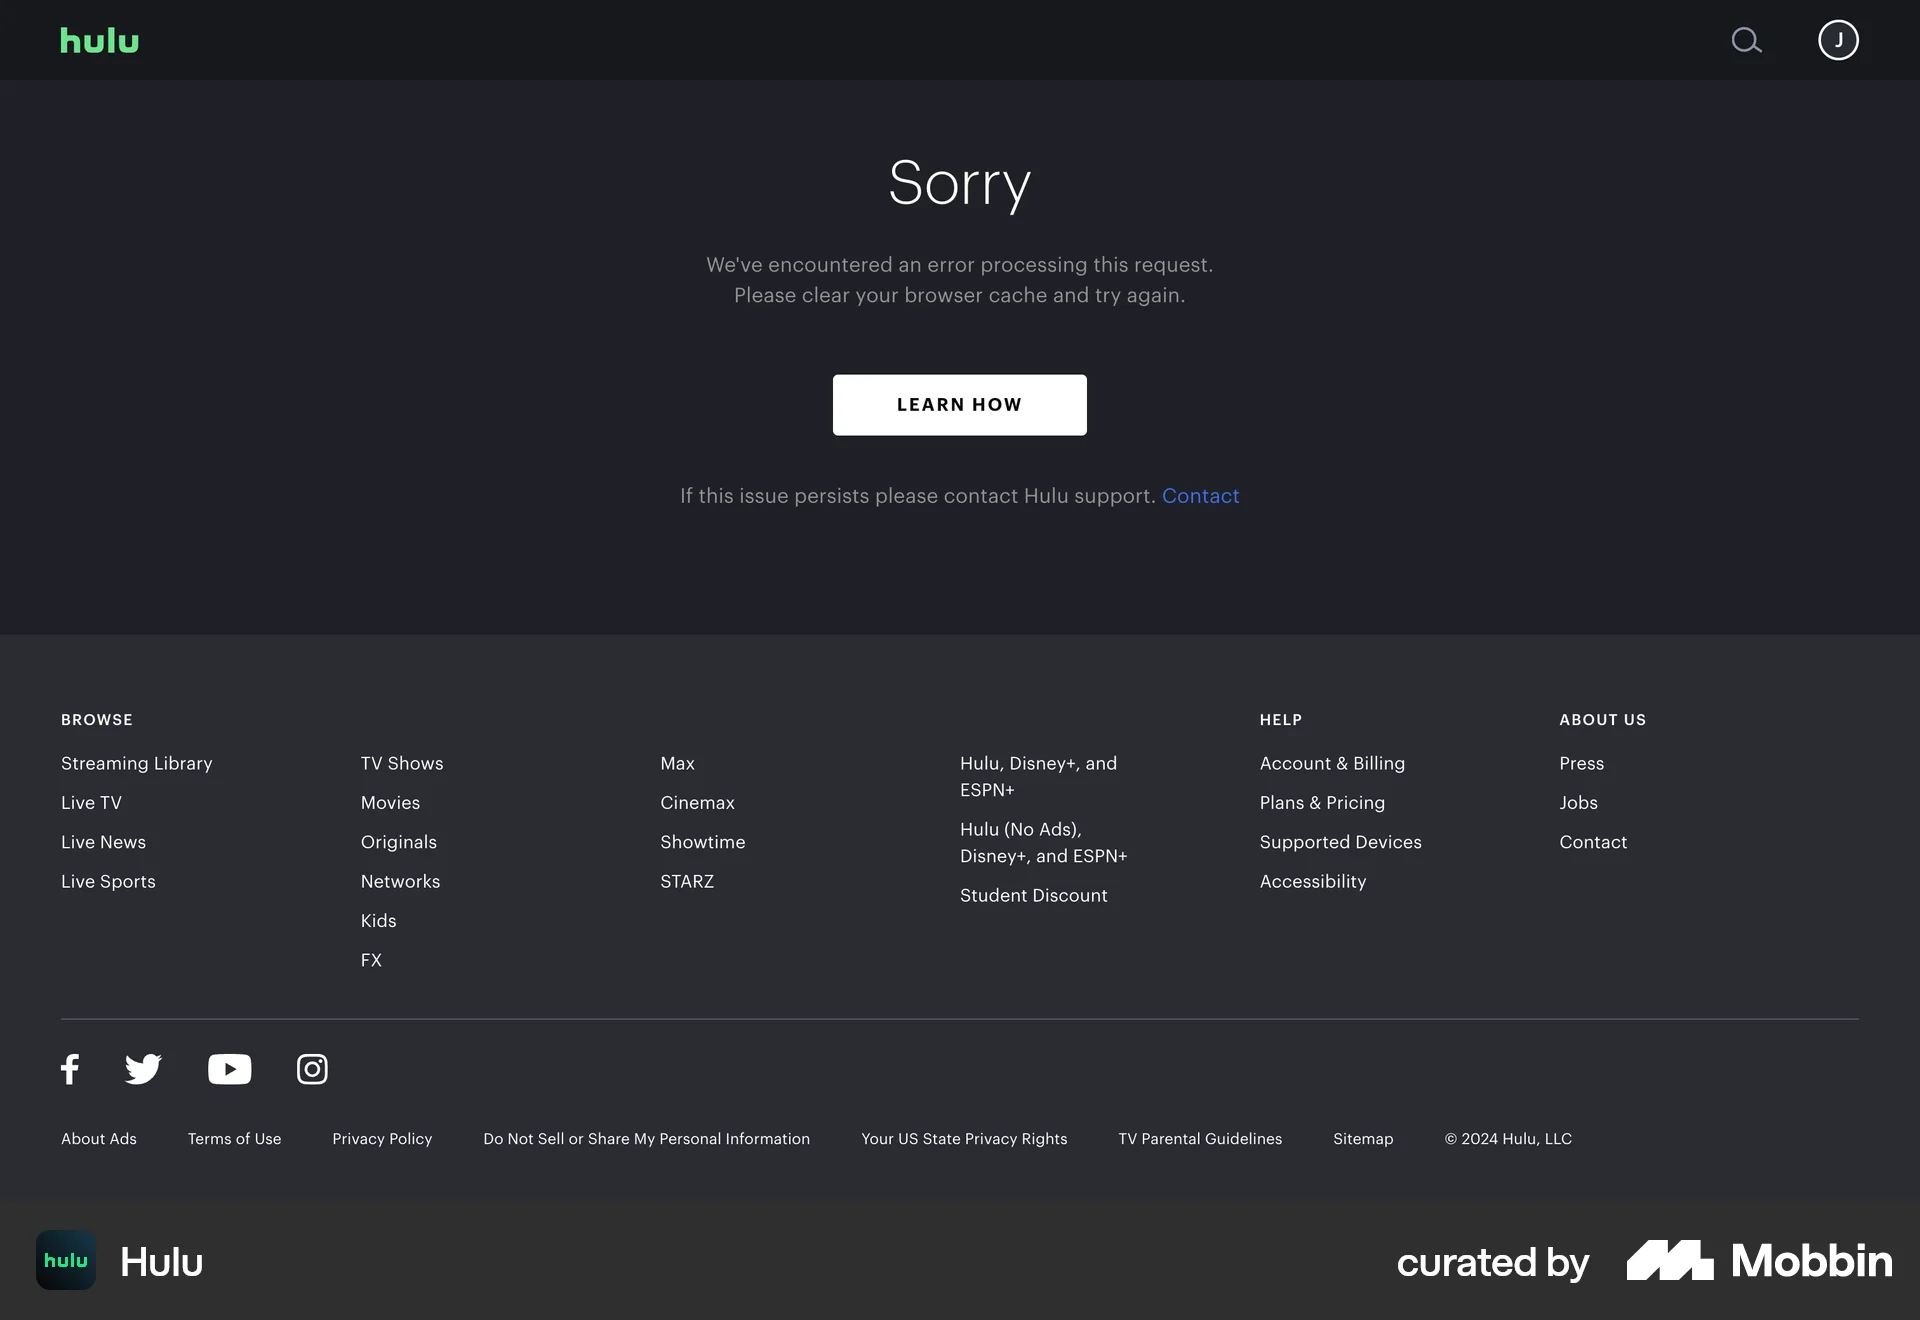 hulu
J
Sorry
We've encountered an error processing this request.
Please clear your browser cache and try again.
LEARN HOW
If this issue persists please contact Hulu support. Contact
BROWSE
Streaming Library
Live TV
Live News
Live Sports
TV Shows
Movies
Originals
Networks
Kids
FX
Max
Cinemax
Showtime
STARZ
Hulu, Disney+, and
ESPN+
Hulu (No Ads),
Disney+, and ESPN+
Student Discount
HELP
Account & Billing
Plans & Pricing
Supported Devices
Accessibility
ABOUT US
Press
Jobs
Contact
About Ads
Terms of Use
Privacy Policy
Do Not Sell or Share My Personal Information
Your US State Privacy Rights
TV Parental Guidelines
Sitemap
© 2024 Hulu, LLC
hulu
Hulu
curated by
Mobbin